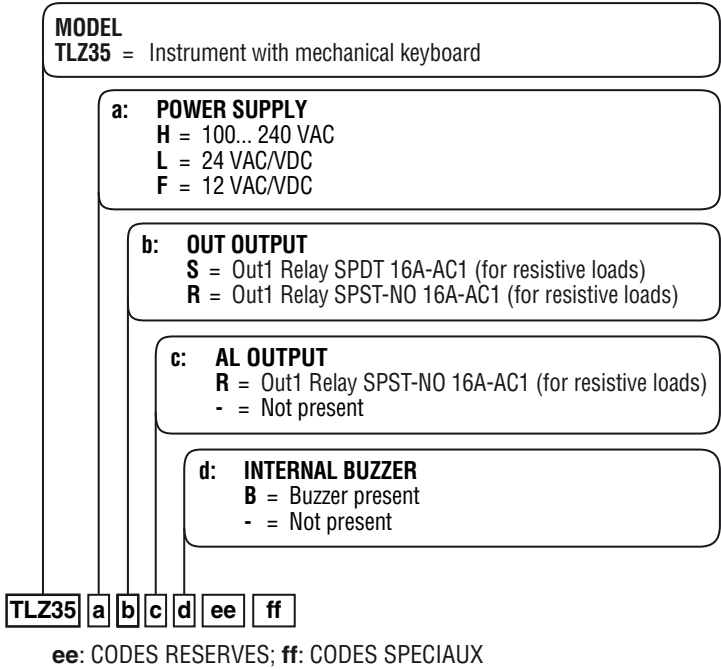 MODEL
TLZ35 = Instrument with mechanical keyboard
a: POWER SUPPLY
H = 100... 240 VAC
L = 24 VAC/VDC
F = 12 VAC/VDC
b: OUT OUTPUT
S = Out1 Relay SPDT 16A-AC1 (for resistive loads)
R = Out1 Relay SPST-NO 16A-AC1 (for resistive loads)
c: AL OUTPUT
R = Out1 Relay SPST-NO 16A-AC1 (for resistive loads)
- = Not present
d: INTERNAL BUZZER
B = Buzzer present
- = Not present
TLZ35 a b c d ee ff
ee: CODES RESERVES; ff: CODES SPECIAUX